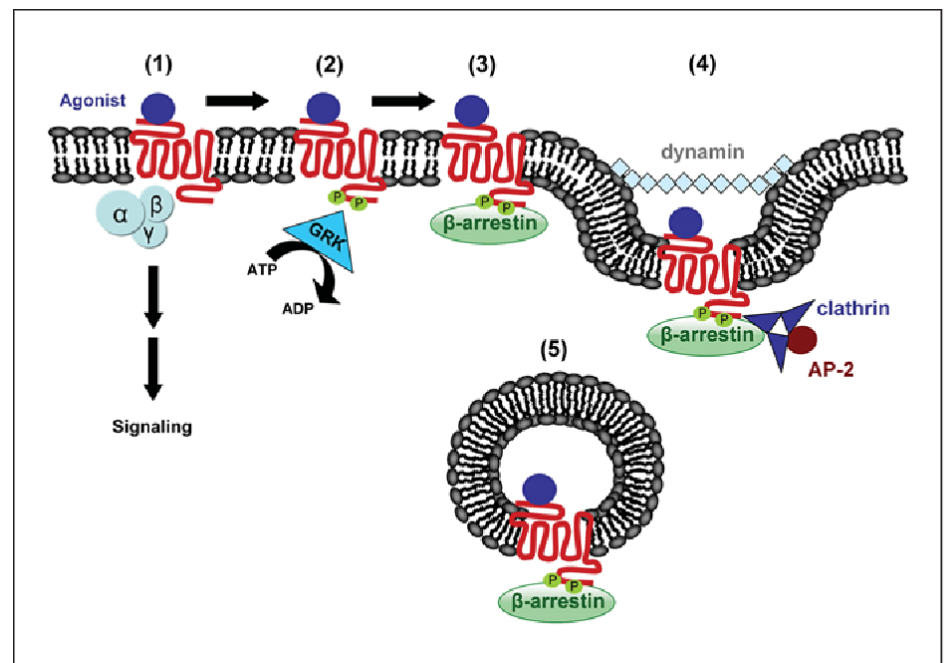 (1)
(2)
(3)
(4)
Agonist
dynamin
α
β
γ
P P
GRK
ATP
ADP
P P
β-arrestin
P P
β-arrestin
clathrin
AP-2
Signaling
(5)
P P
β-arrestin